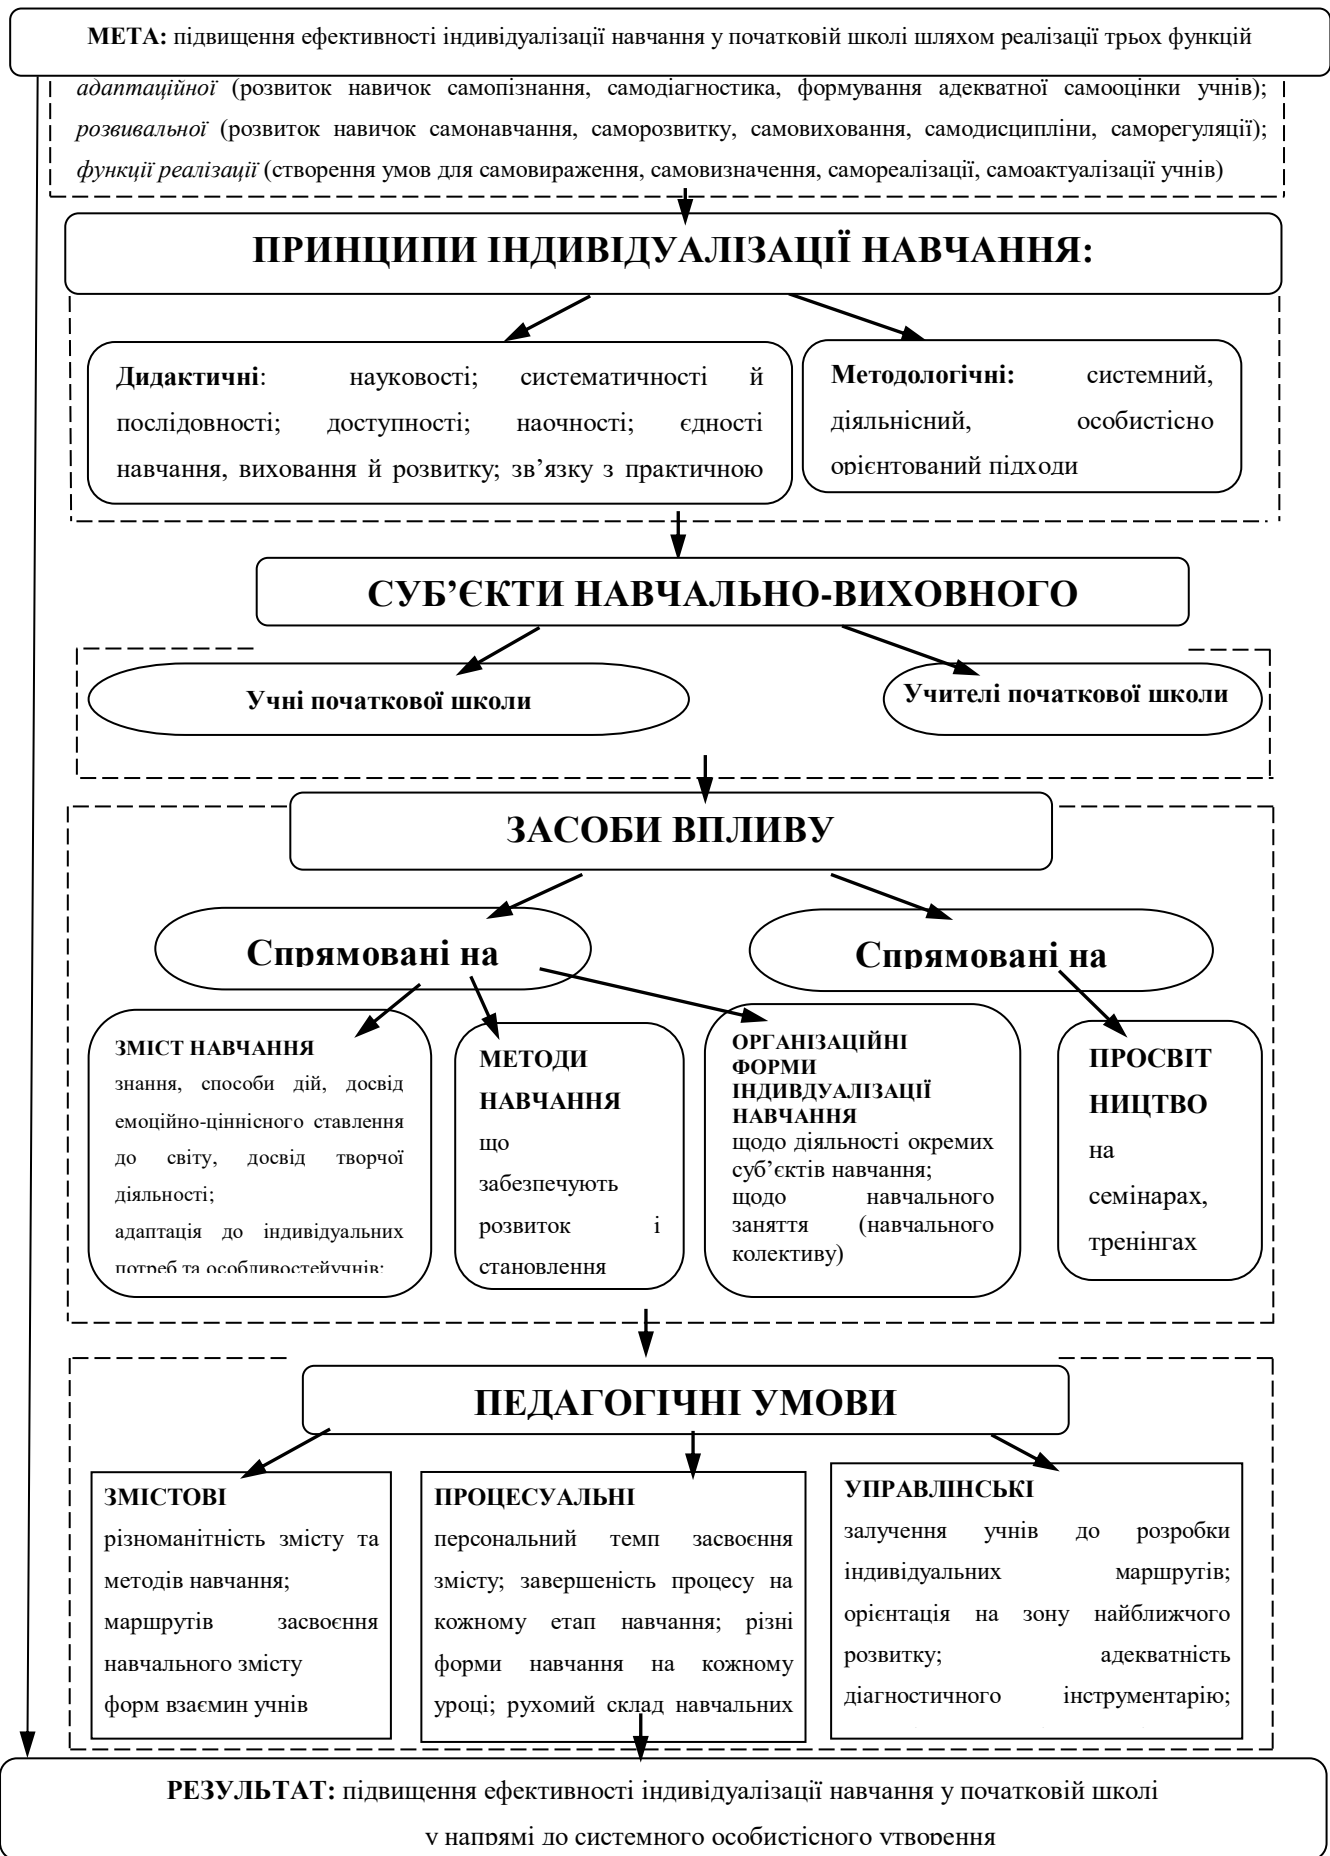 МЕТА: підвищення ефективності індивідуалізації навчання у початковій школі шляхом реалізації трьох функцій
адаптаційної (розвиток навичок самопізнання, самодіагностика, формування адекватної самооцінки учнів);
розвивальної (розвиток навичок самонавчання, саморозвитку, самовиховання, самодисципліни, саморегуляції);
функції реалізації (створення умов для самовираження, самовизначення, самореалізації, самоактуалізації учнів)
ПРИНЦИПИ ІНДИВІДУАЛІЗАЦІЇ НАВЧАННЯ:
Дидактичні: науковості; систематичності й
послідовності; доступності; наочності; єдності
навчання, виховання й розвитку; зв’язку з практичною
Методологічні: системний,
діяльнісний, особистісно
орієнтований підходи
СУБ’ЄКТИ НАВЧАЛЬНО-ВИХОВНОГО
Учні початкової школи
Учителі початкової школи
ЗАСОБИ ВПЛИВУ
Спрямовані на
Спрямовані на
ЗМІСТ НАВЧАННЯ
знання, способи дій, досвід
емоційно-ціннісного ставлення
до світу, досвід творчої
діяльності;
адаптація до індивідуальних
потреб та особливостейучнів;
МЕТОДИ
НАВЧАННЯ
що
забезпечують
розвиток і
становлення
ОРГАНІЗАЦІЙНІ
ФОРМИ
ІНДИВДУАЛІЗАЦІЇ
НАВЧАННЯ
щодо діяльності окремих
суб’єктів навчання;
щодо навчального
заняття (навчального
колективу)
ПРОСВІТ
НИЦТВО
на
семінарах,
тренінгах
ПЕДАГОГІЧНІ УМОВИ
ЗМІСТОВІ
різноманітність змісту та
методів навчання;
маршрутів засвоєння
навчального змісту
форм взаємин учнів
ПРОЦЕСУАЛЬНІ
персональний темп засвоєння
змісту; завершеність процесу на
кожному етап навчання; різні
форми навчання на кожному
уроці; рухомий склад навчальних
УПРАВЛІНСЬКІ
залучення учнів до розробки
індивідуальних маршрутів;
орієнтація на зону найближчого
розвитку; адекватність
діагностичного інструментарію;
РЕЗУЛЬТАТ: підвищення ефективності індивідуалізації навчання у початковій школі
у напрямі до системного особистісного утворення